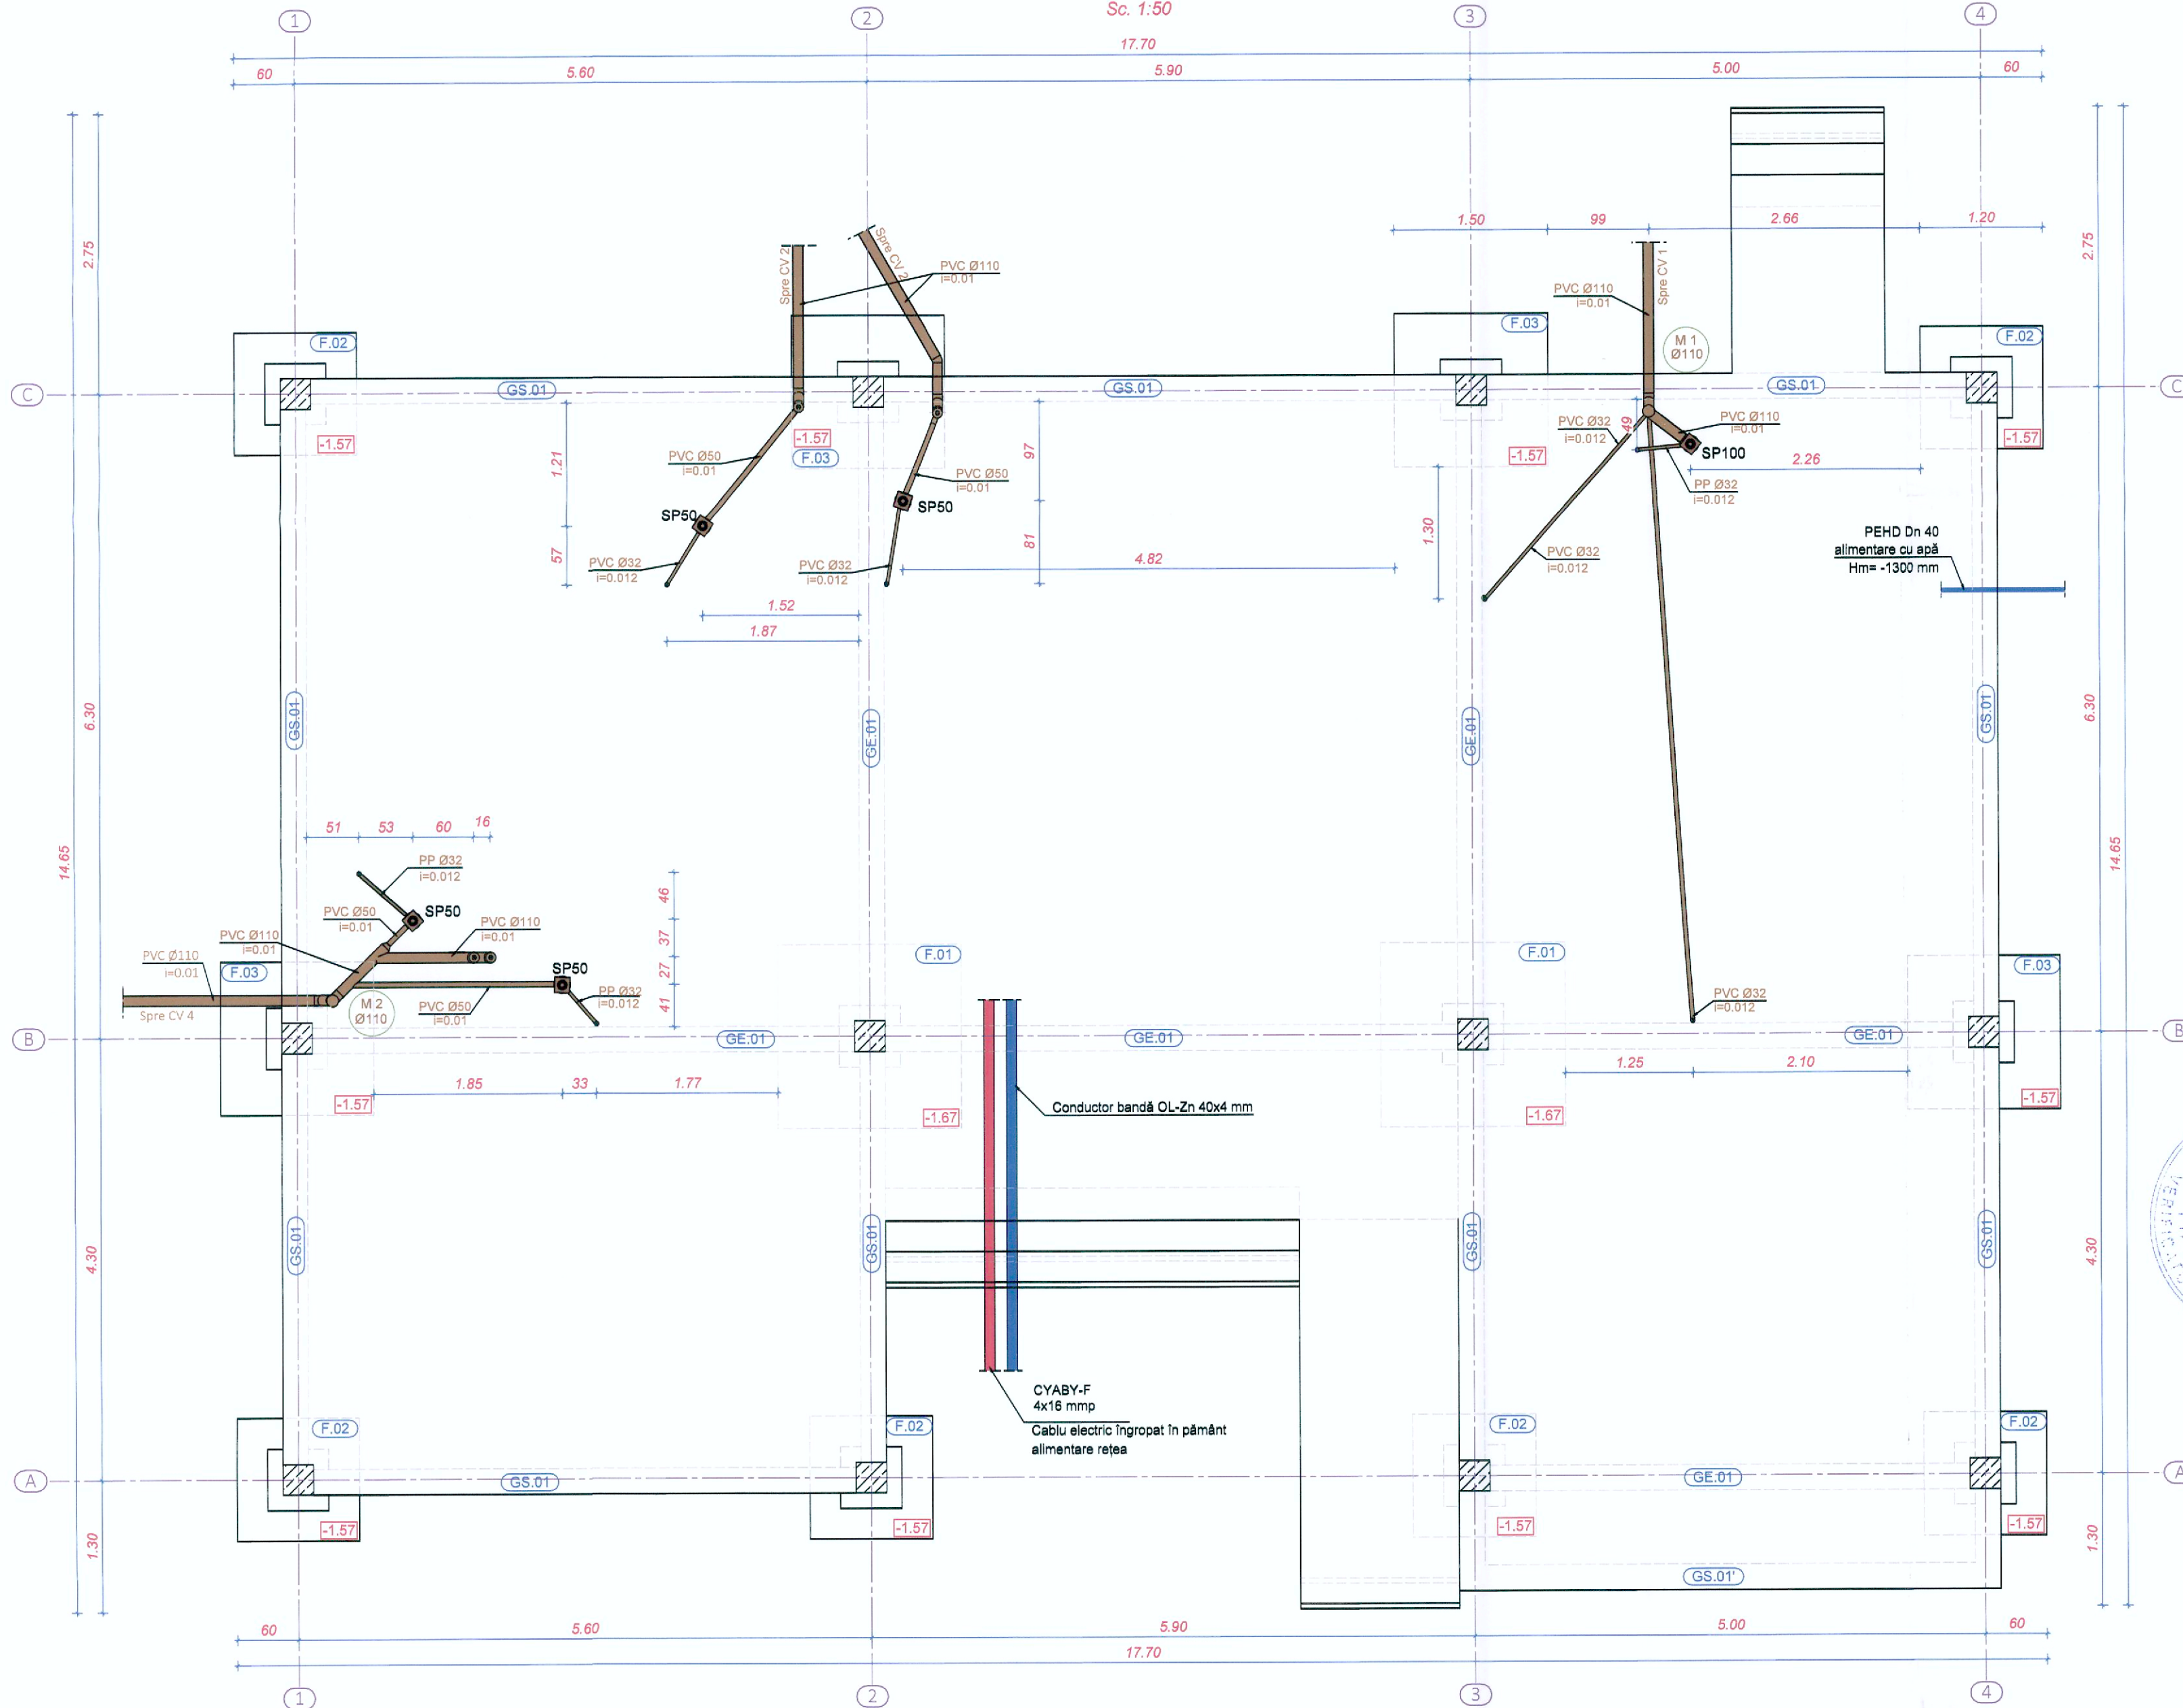 Sc. 1:50
1
2
3
4
17.70
60
5.60
5.90
5.00
60
1.50
99
2.66
1.20
2.75
2.75
Spre CV 2
Spre CV 2
PVC Ø110
i=0.01
Spre CV 1
PVC Ø110
i=0.01
M 1
Ø110
F.02
F.03
F.02
C
GS.01
GS.01
GS.01
C
-1.57
-1.57
F.03
-1.57
-1.57
1.21
57
97
81
49
PVC Ø50
i=0.01
PVC Ø50
i=0.01
PVC Ø32
i=0.012
PVC Ø110
i=0.01
SP100
2.26
PP Ø32
i=0.012
SP50
SP50
1.30
PEHD Dn 40
alimentare cu apă
Hm= -1300 mm
PVC Ø32
i=0.012
PVC Ø32
i=0.012
4.82
PVC Ø32
i=0.012
1.52
1.87
6.30
GS.01
GE.01
GE.01
GS.01
6.30
14.65
14.65
51
53
60
16
PP Ø32
i=0.012
46
37
27
41
PVC Ø50
i=0.01
SP50
PVC Ø110
i=0.01
PVC Ø110
i=0.01
PVC Ø110
i=0.01
F.03
SP50
PP Ø32
i=0.012
PVC Ø50
i=0.01
M 2
Ø110
Spre CV 4
F.01
F.01
F.03
PVC Ø32
i=0.012
B
GE.01
GE.01
GE.01
B
1.85
33
1.77
1.25
2.10
-1.57
-1.67
-1.67
-1.57
Conductor bandă OL-Zn 40x4 mm
4.30
GS.01
GS.01
GS.01
GS.01
4.30
CYABY-F
4x16 mmp
Cablu electric îngropat în pământ
alimentare rețea
F.02
F.02
F.02
F.02
A
GS.01
GE.01
A
-1.57
-1.57
-1.57
-1.57
1.30
1.30
GS.01'
60
5.60
5.90
5.00
60
17.70
1
2
3
4